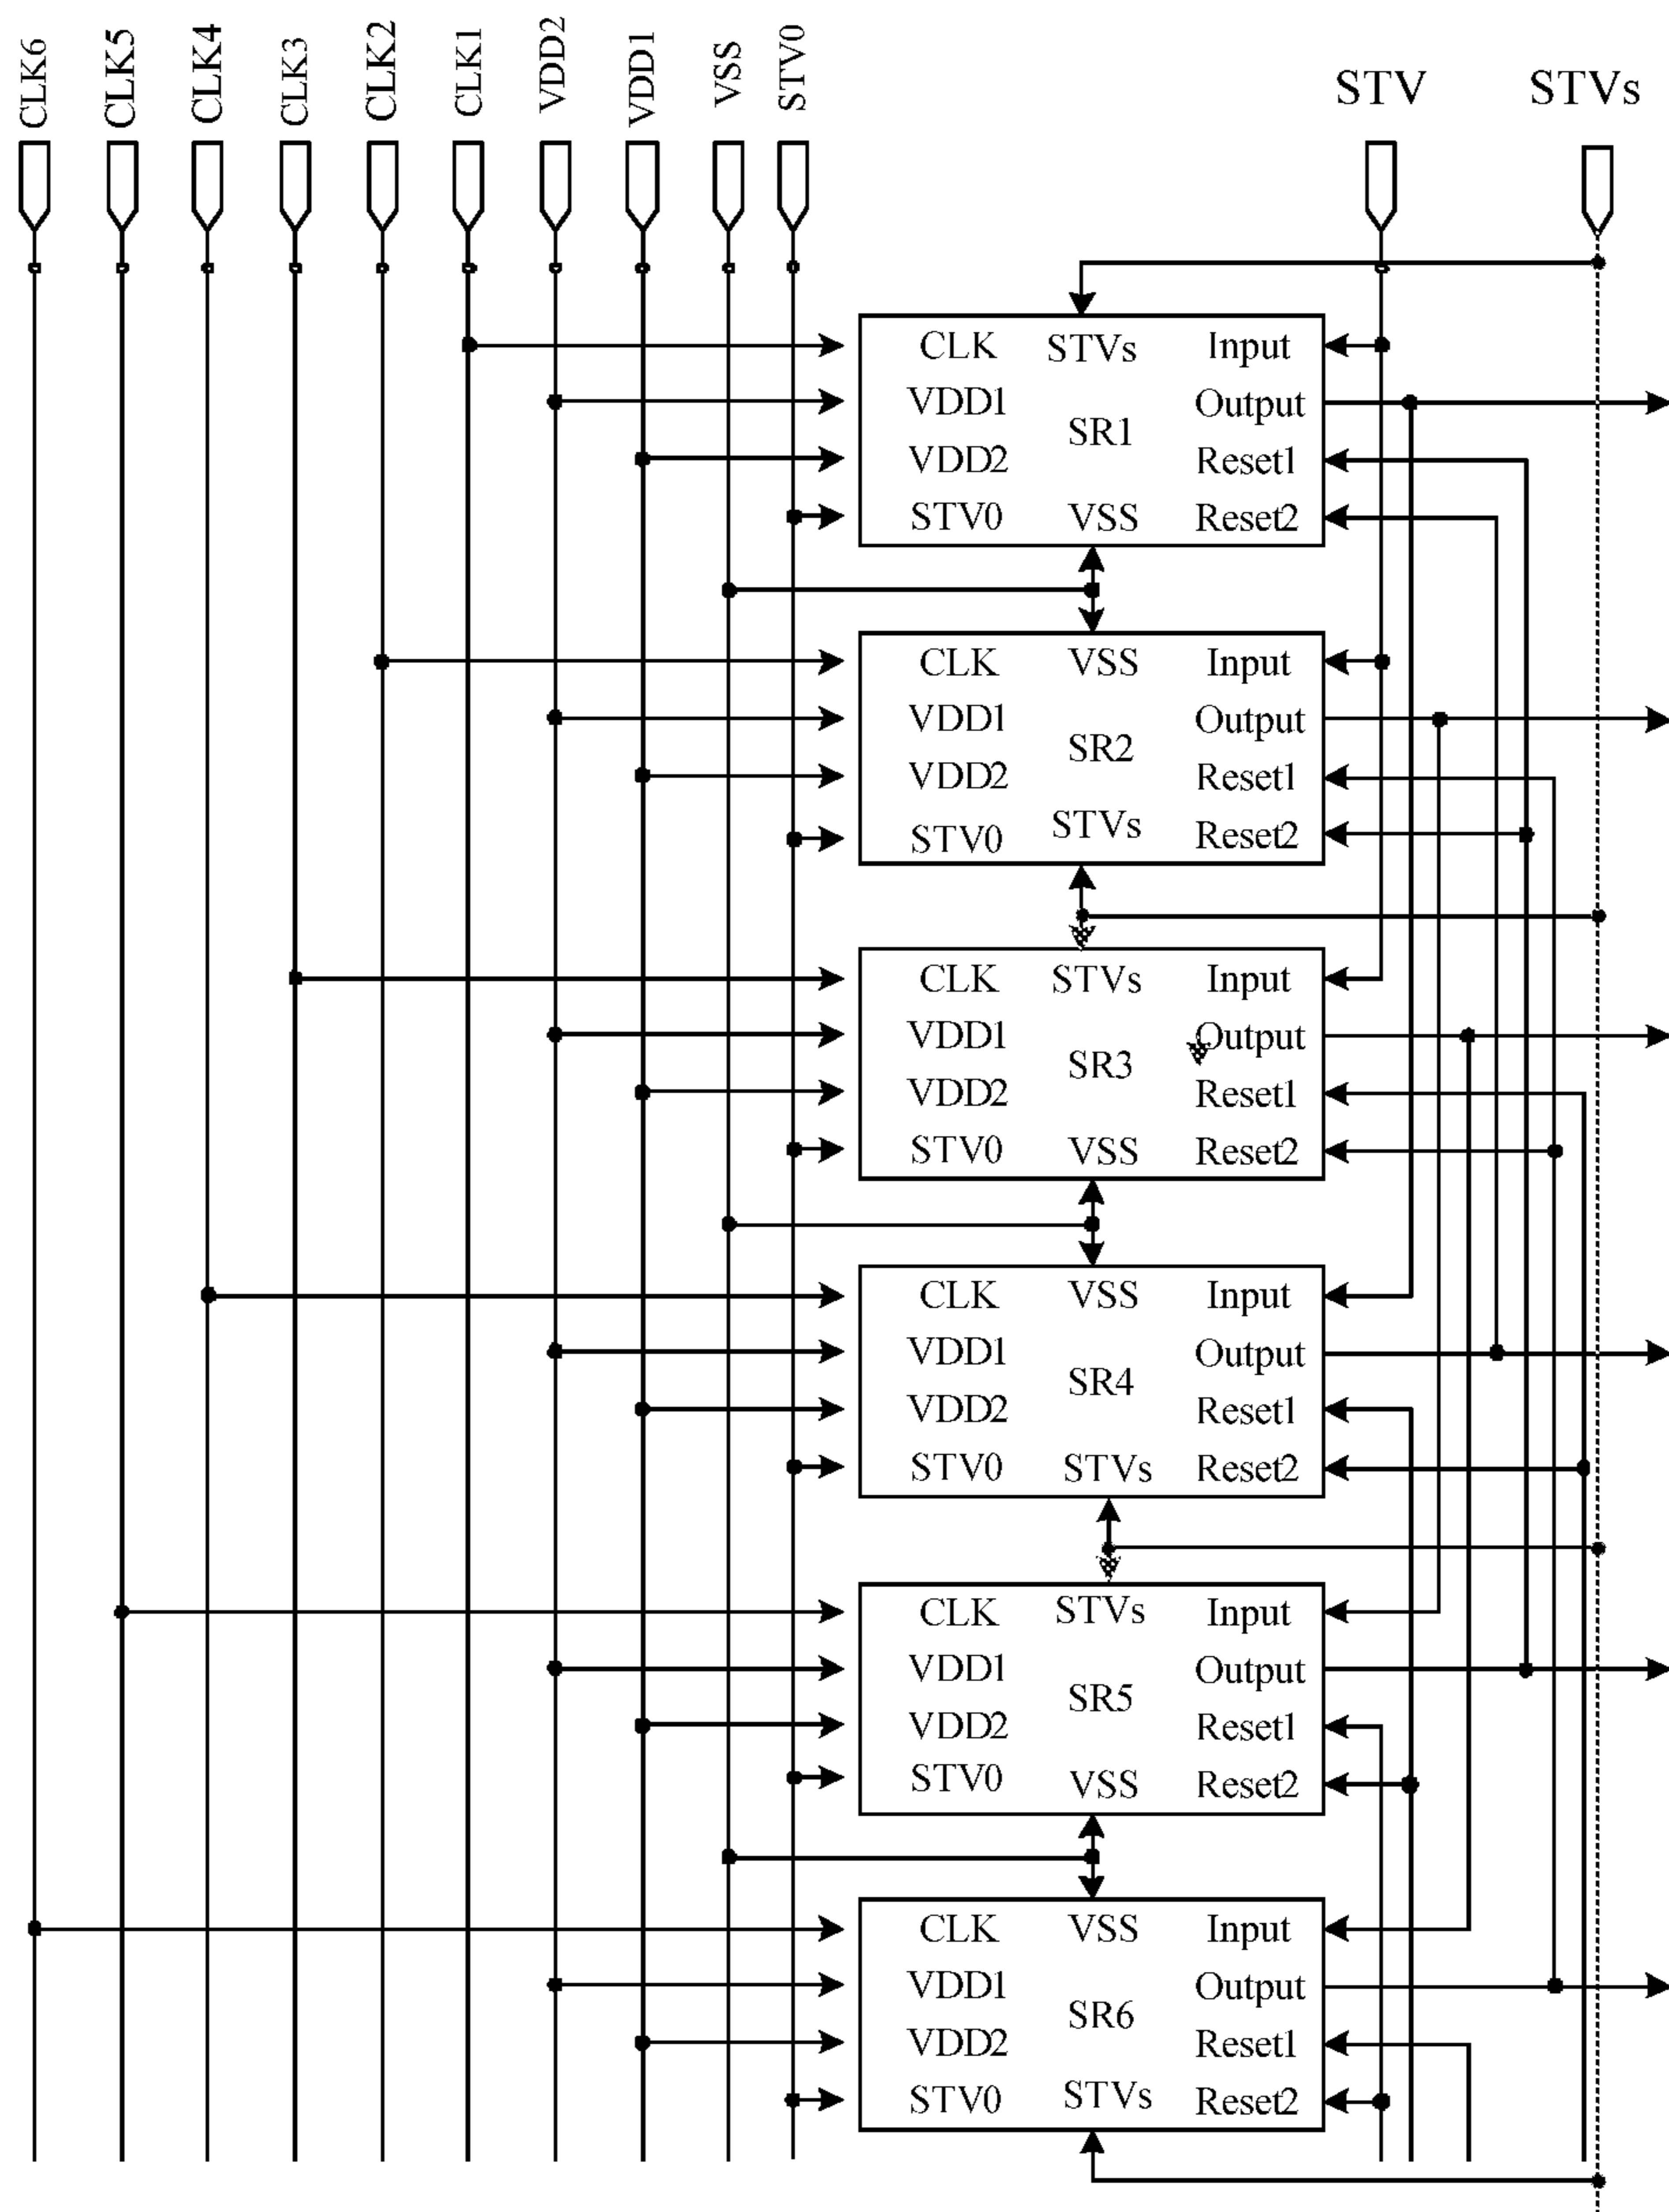 CLK6 CLK5 CLK4 CLK3 CLK2 CLK1 VDD2 VDD1 VSS STV0 STV STVs
CLK STVs Input
VDD1 Output
SR1
VDD2 Reset1
STV0 VSS Reset2
CLK VSS Input
VDD1 Output
SR2
VDD2 Reset1
STV0 STVs Reset2
CLK STVs Input
VDD1 Output
SR3
VDD2 Reset1
STV0 VSS Reset2
CLK VSS Input
VDD1 Output
SR4
VDD2 Reset1
STV0 STVs Reset2
CLK STVs Input
VDD1 Output
SR5
VDD2 Reset1
STV0 VSS Reset2
CLK VSS Input
VDD1 Output
SR6
VDD2 Reset1
STV0 STVs Reset2